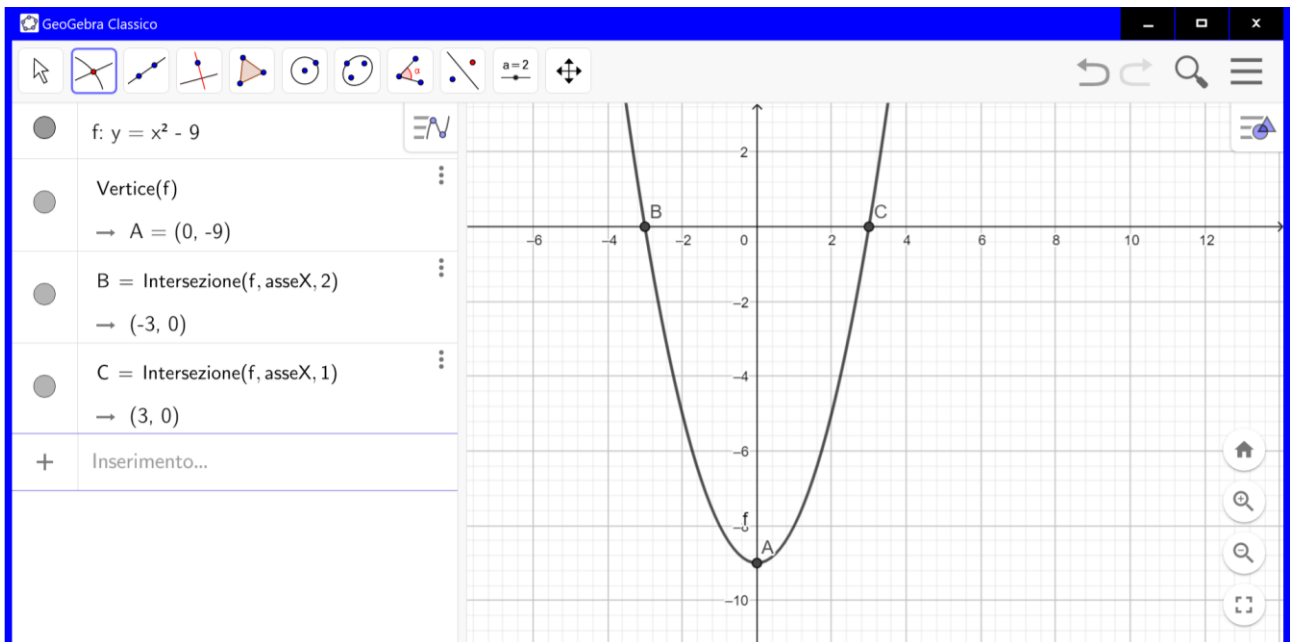 GeoGebra Classico
a = 2
α
f: y = x² - 9
Vertice(f)
→ A = (0, -9)
B = Intersezione(f, asseX, 2)
→ (-3, 0)
C = Intersezione(f, asseX, 1)
→ (3, 0)
+ Inserimento...
2
B
C
-6 -4 -2 0 2 4 6 8 10 12
-2
-4
-6
f
-8
A
-10